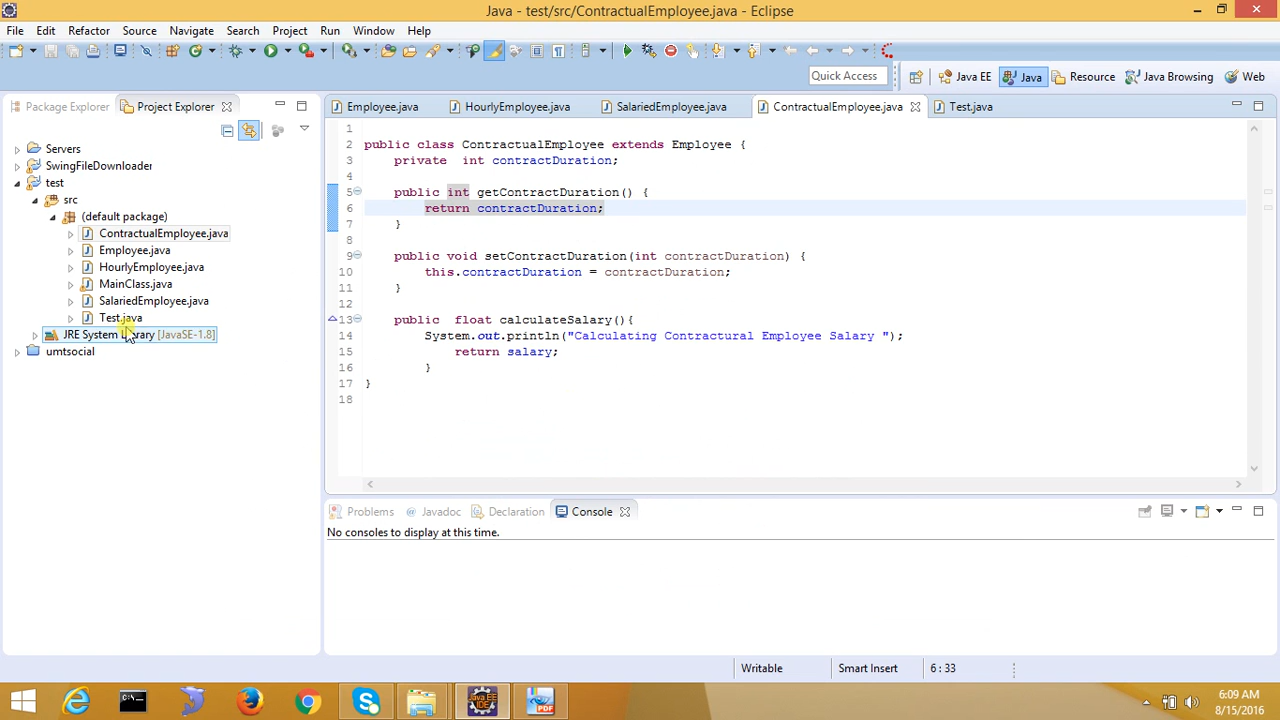 Java - test/src/ContractualEmployee.java - Eclipse
File Edit Refactor Source Navigate Search Project Run Window Help
Quick Access Java EE Java Resource Java Browsing Web
Package Explorer Project Explorer
Servers
SwingFileDownloader
test
src
(default package)
ContractualEmployee.java
Employee.java
HourlyEmployee.java
MainClass.java
SalariedEmployee.java
Test.java
JRE System Library [JavaSE-1.8]
umtsocial
Employee.java HourlyEmployee.java SalariedEmployee.java ContractualEmployee.java Test.java
1
2 public class ContractualEmployee extends Employee {
3 private  int contractDuration;
4
5 public int getContractDuration() {
6 return contractDuration;
7 }
8
9 public void setContractDuration(int contractDuration) {
10 this.contractDuration = contractDuration;
11 }
12
13 public  float calculateSalary(){
14 System.out.println("Calculating Contractural Employee Salary ");
15 return salary;
16 }
17 }
18
Problems @ Javadoc Declaration Console
No consoles to display at this time.
Writable Smart Insert 6 : 33
Java EE
IDE
PDF
6:09 AM
8/15/2016